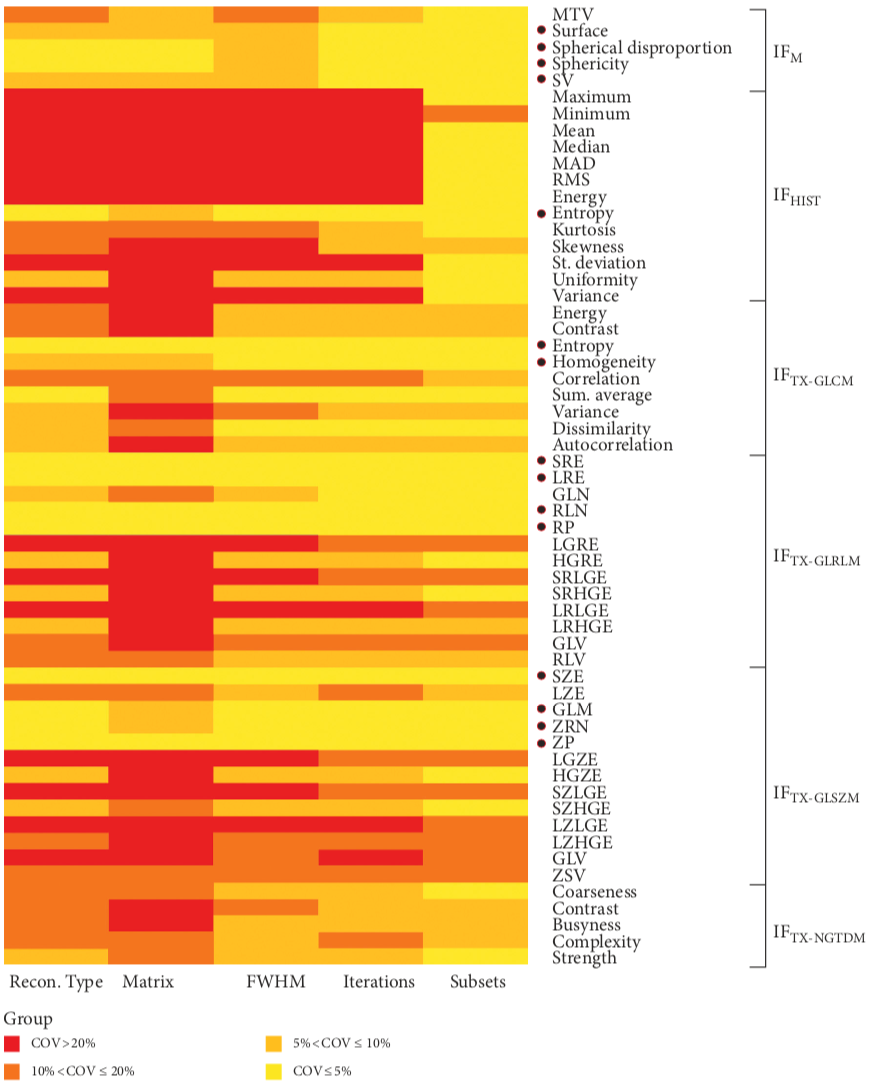 MTV
Surface
Spherical disproportion
Sphericity
SV
IF_M
Maximum
Minimum
Mean
Median
MAD
RMS
Energy
Entropy
Kurtosis
Skewness
St. deviation
Uniformity
Variance
IF_HIST
Energy
Contrast
Entropy
Homogeneity
Correlation
Sum. average
Variance
Dissimilarity
Autocorrelation
IF_TX-GLCM
SRE
LRE
GLN
RLN
RP
LGRE
HGRE
SRLGE
SRHGE
LRLGE
LRHGE
GLV
RLV
IF_TX-GLRLM
SZE
LZE
GLM
ZRN
ZP
LGZE
HGZE
SZLGE
SZHGE
LZLGE
LZHGE
GLV
ZSV
IF_TX-GLSZM
Coarseness
Contrast
Busyness
Complexity
Strength
IF_TX-NGTDM
Recon. Type Matrix FWHM Iterations Subsets
Group
COV>20% 5%<COV ≤ 10%
10%<COV ≤ 20% COV≤5%